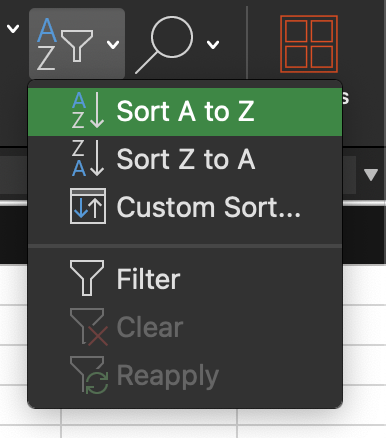 Sort A to Z
Sort Z to A
Custom Sort...
Filter
Clear
Reapply